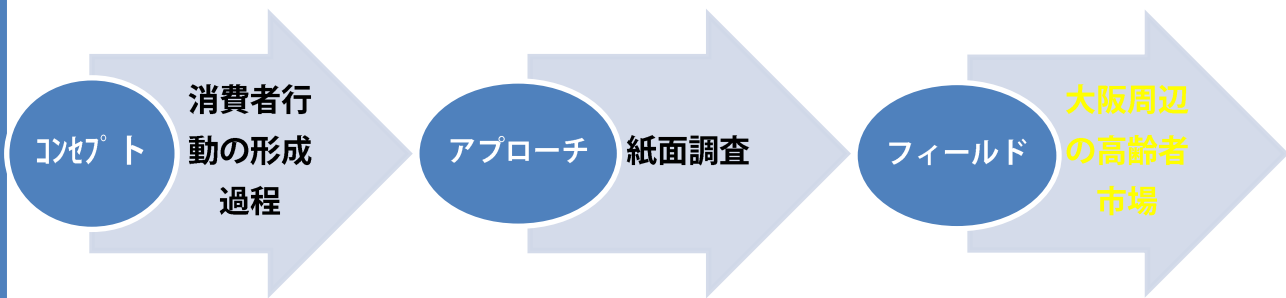 コンセプト
消費者行
動の形成
過程
アプローチ
紙面調査
フィールド
大阪周辺
の高齢者
市場